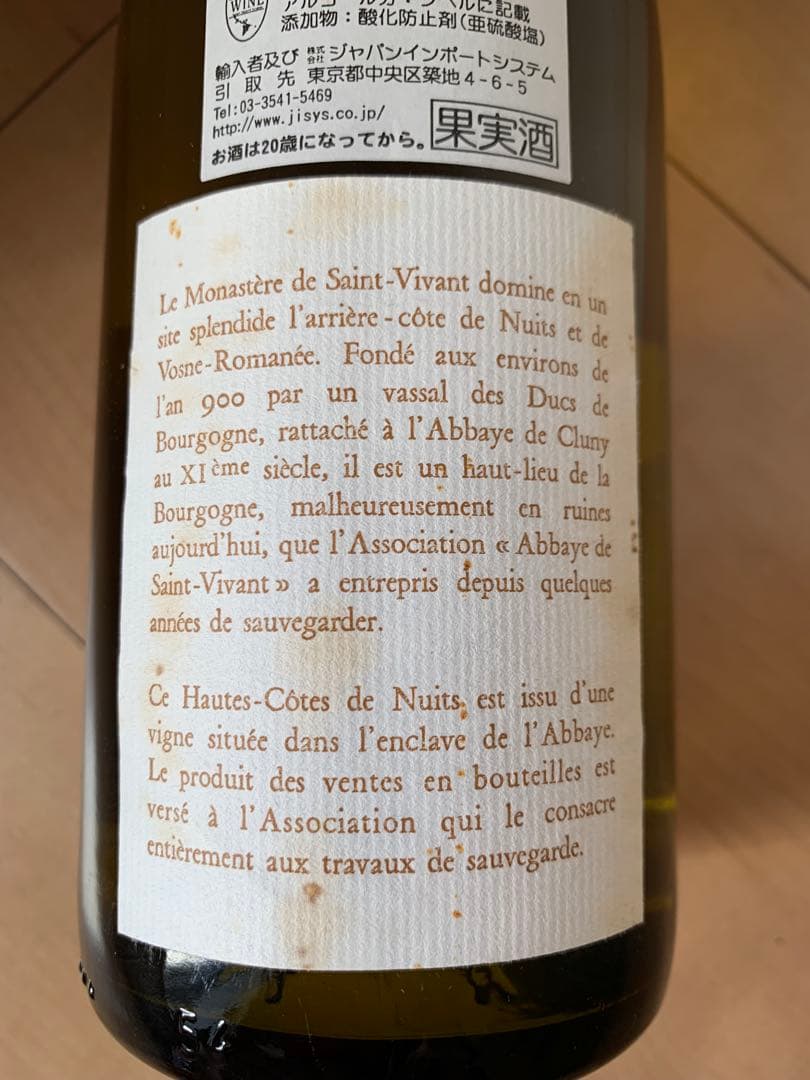 WINE
添加物：酸化防止剤(亜硫酸塩)
輸入者及び 株式会社 ジャパンインポートシステム
引取先 東京都中央区築地4-6-5
Tel:03-3541-5469
http://www.jisys.co.jp/
お酒は20歳になってから。 果実酒
Le Monastère de Saint-Vivant domine en un
site splendide l'arrière-côte de Nuits et de
Vosne-Romanée. Fondé aux environs de
l'an 900 par un vassal des Ducs de
Bourgogne, rattaché à l'Abbaye de Cluny
au XIème siècle, il est un haut-lieu de la
Bourgogne, malheureusement en ruines
aujourd'hui, que l'Association « Abbaye de
Saint-Vivant » a entrepris depuis quelques
années de sauvegarder.
Ce Hautes-Côtes de Nuits est issu d'une
vigne située dans l'enclave de l'Abbaye.
Le produit des ventes en bouteilles est
versé à l'Association qui le consacre
entièrement aux travaux de sauvegarde.